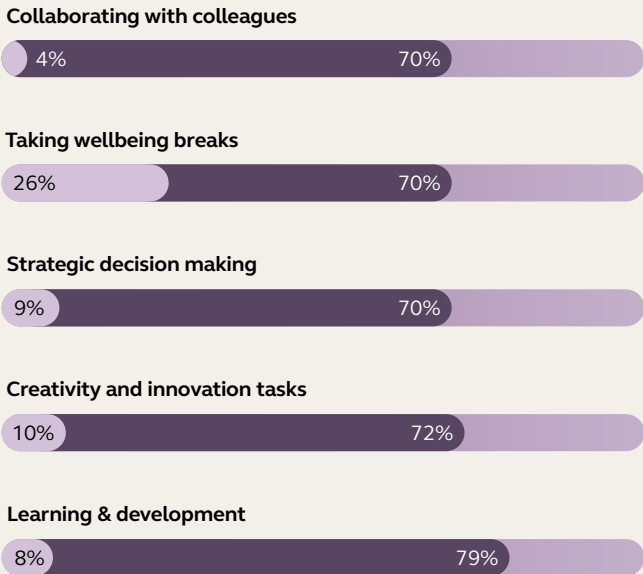 Collaborating with colleagues
4% 70%
Taking wellbeing breaks
26% 70%
Strategic decision making
9% 70%
Creativity and innovation tasks
10% 72%
Learning & development
8% 79%